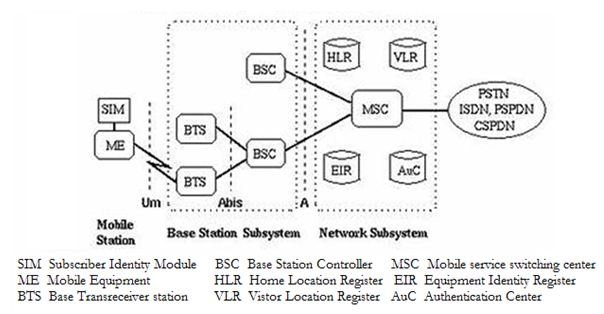 HLR VLR
BSC
PSTN
ISDN, PSPDN
CSPDN
SIM
MSC
BTS
ME
BSC
BTS
EIR AuC
Um Abis A
Mobile
Station
Base Station Subsystem
Network Subsystem
SIM Subscriber Identity Module BSC Base Station Controller MSC Mobile service switching center
ME Mobile Equipment HLR Home Location Register EIR Equipment Identity Register
BTS Base Transreceiver station VLR Vistor Location Register AuC Authentication Center